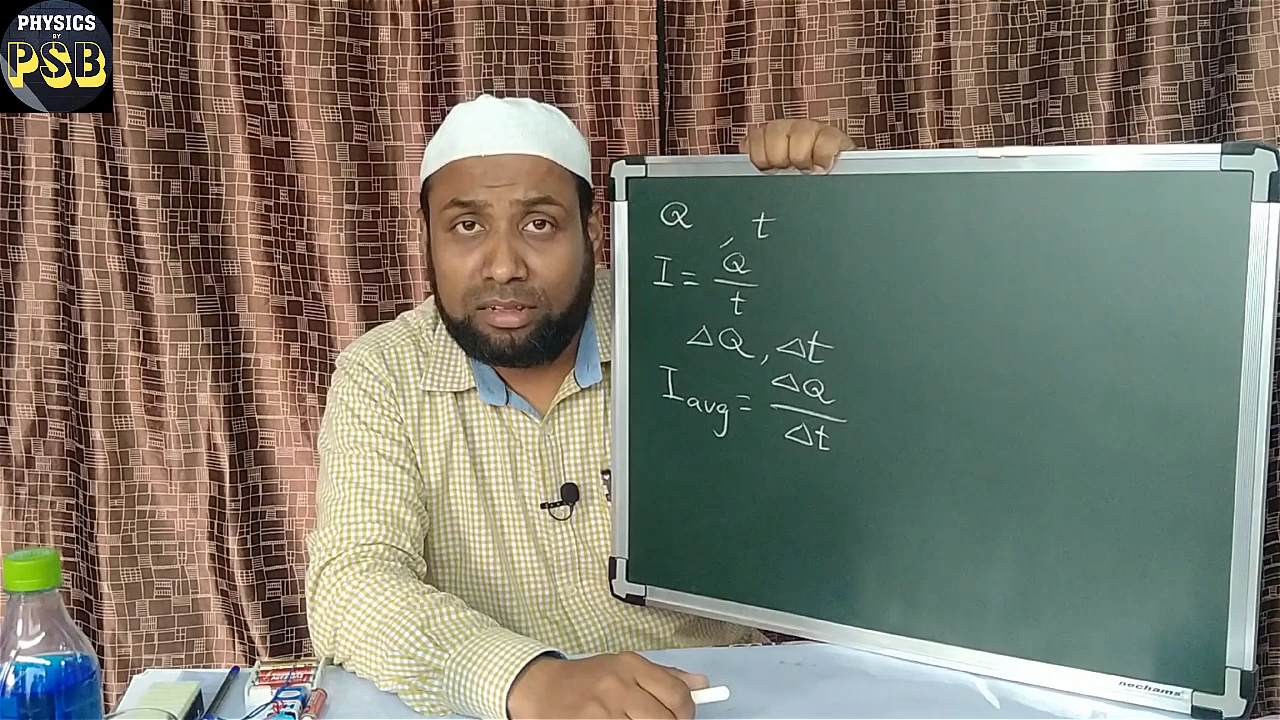 PHYSICS
BY
PSB
Q , t
I = Q
t
ΔQ, Δt
Iavg = ΔQ
Δt
nechams